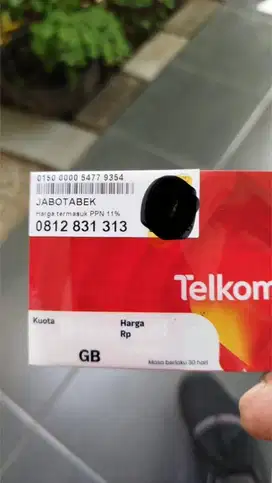 0150 0000 5477 9354
JABOTABEK
Harga termasuk PPN 11%
0812 831 313
Telkom
Kuota
Harga
Rp
GB
Masa berlaku 30 hari